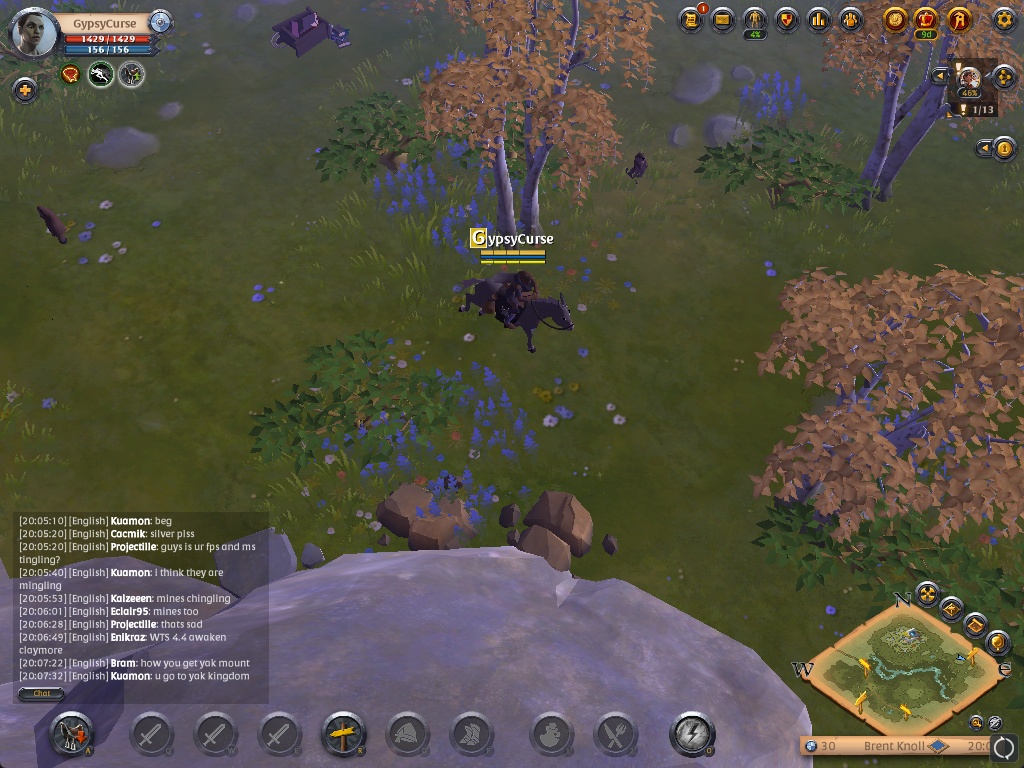 GypsyCurse
1429 / 1429
156 / 156
1
4%
9d
46%
1/13
GypsyCurse
[20:05:10] [English] Kuamon: beg
[20:05:20] [English] Cacmik: silver plss
[20:05:20] [English] Projectille: guys is ur fps and ms
tingling?
[20:05:40] [English] Kuamon: i think they are
mingling
[20:05:53] [English] Kaizeeen: mines chingling
[20:06:01] [English] Eclair95: mines too
[20:06:28] [English] Projectille: thats sad
[20:06:49] [English] Enikraz: WTS 4.4 awaken
claymore
[20:07:22] [English] Bram: how you get yak mount
[20:07:32] [English] Kuamon: u go to yak kingdom
Chat
N
W
E
A
W
R
30
Brent Knoll
20:0